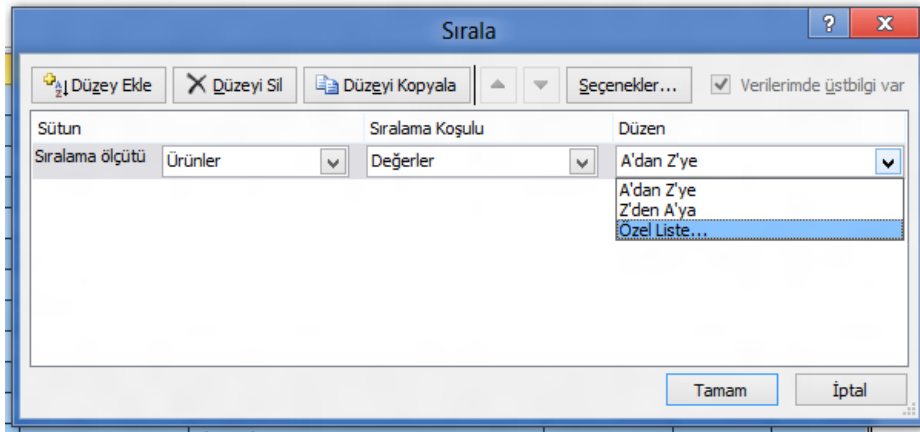 Sırala
Düzey Ekle Düzeyi Sil Düzeyi Kopyala Seçenekler... Verilerimde üstbilgi var
Sütun Sıralama Koşulu Düzen
Sıralama ölçütü Ürünler Değerler A'dan Z'ye
A'dan Z'ye
Z'den A'ya
Özel Liste...
Tamam İptal